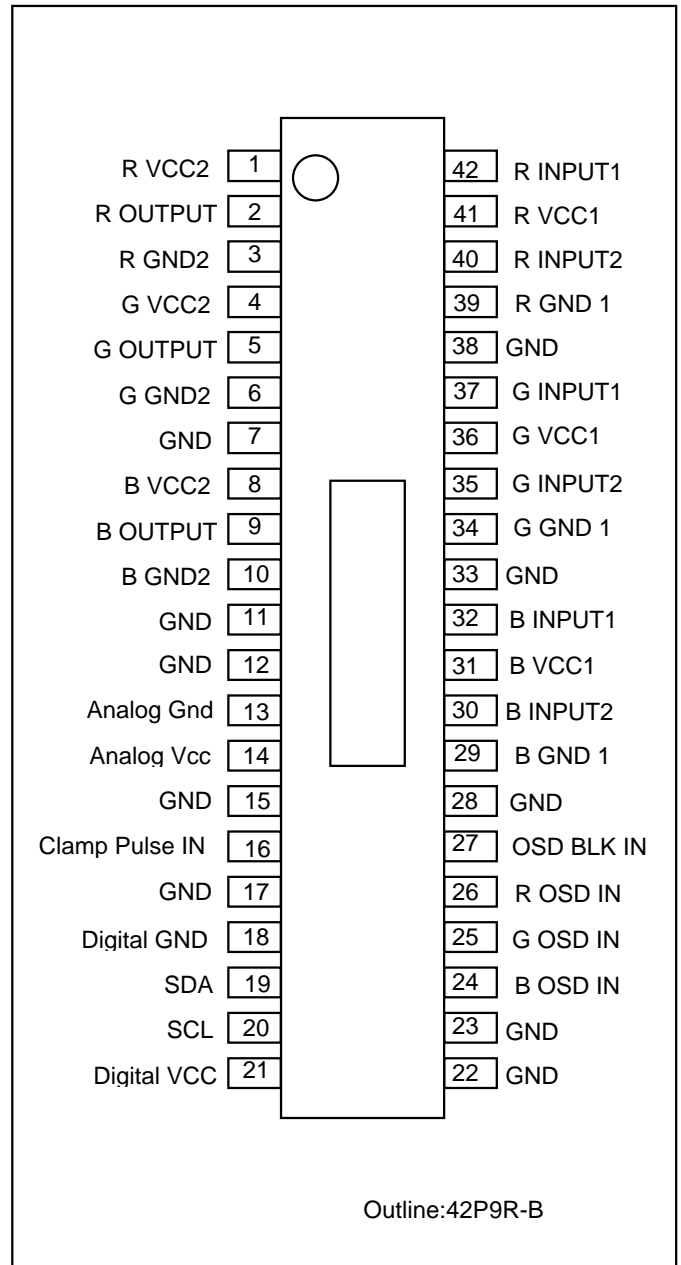 R VCC2 1 42 R INPUT1
R OUTPUT 2 41 R VCC1
R GND2 3 40 R INPUT2
G VCC2 4 39 R GND 1
G OUTPUT 5 38 GND
G GND2 6 37 G INPUT1
GND 7 36 G VCC1
B VCC2 8 35 G INPUT2
B OUTPUT 9 34 G GND 1
B GND2 10 33 GND
GND 11 32 B INPUT1
GND 12 31 B VCC1
Analog Gnd 13 30 B INPUT2
Analog Vcc 14 29 B GND 1
GND 15 28 GND
Clamp Pulse IN 16 27 OSD BLK IN
GND 17 26 R OSD IN
Digital GND 18 25 G OSD IN
SDA 19 24 B OSD IN
SCL 20 23 GND
Digital VCC 21 22 GND
Outline:42P9R-B